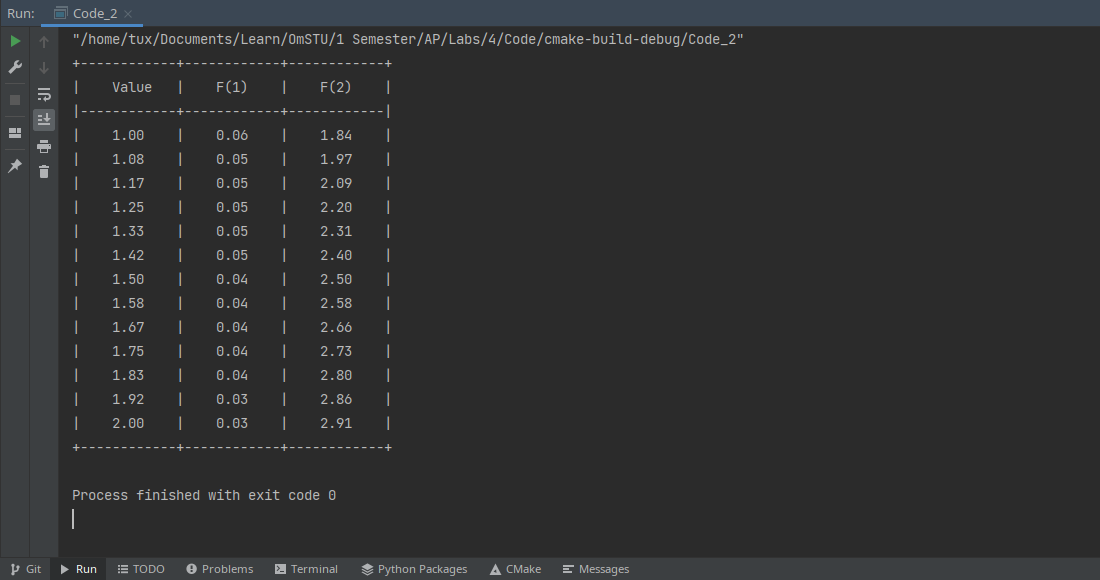 Run: Code_2
"/home/tux/Documents/Learn/OmSTU/1 Semester/AP/Labs/4/Code/cmake-build-debug/Code_2"
+------------+------------+------------+
|    Value   |    F(1)    |    F(2)    |
|------------+------------+------------|
|    1.00    |    0.06    |    1.84    |
|    1.08    |    0.05    |    1.97    |
|    1.17    |    0.05    |    2.09    |
|    1.25    |    0.05    |    2.20    |
|    1.33    |    0.05    |    2.31    |
|    1.42    |    0.05    |    2.40    |
|    1.50    |    0.04    |    2.50    |
|    1.58    |    0.04    |    2.58    |
|    1.67    |    0.04    |    2.66    |
|    1.75    |    0.04    |    2.73    |
|    1.83    |    0.04    |    2.80    |
|    1.92    |    0.03    |    2.86    |
|    2.00    |    0.03    |    2.91    |
+------------+------------+------------+
Process finished with exit code 0
Git Run TODO Problems Terminal Python Packages CMake Messages